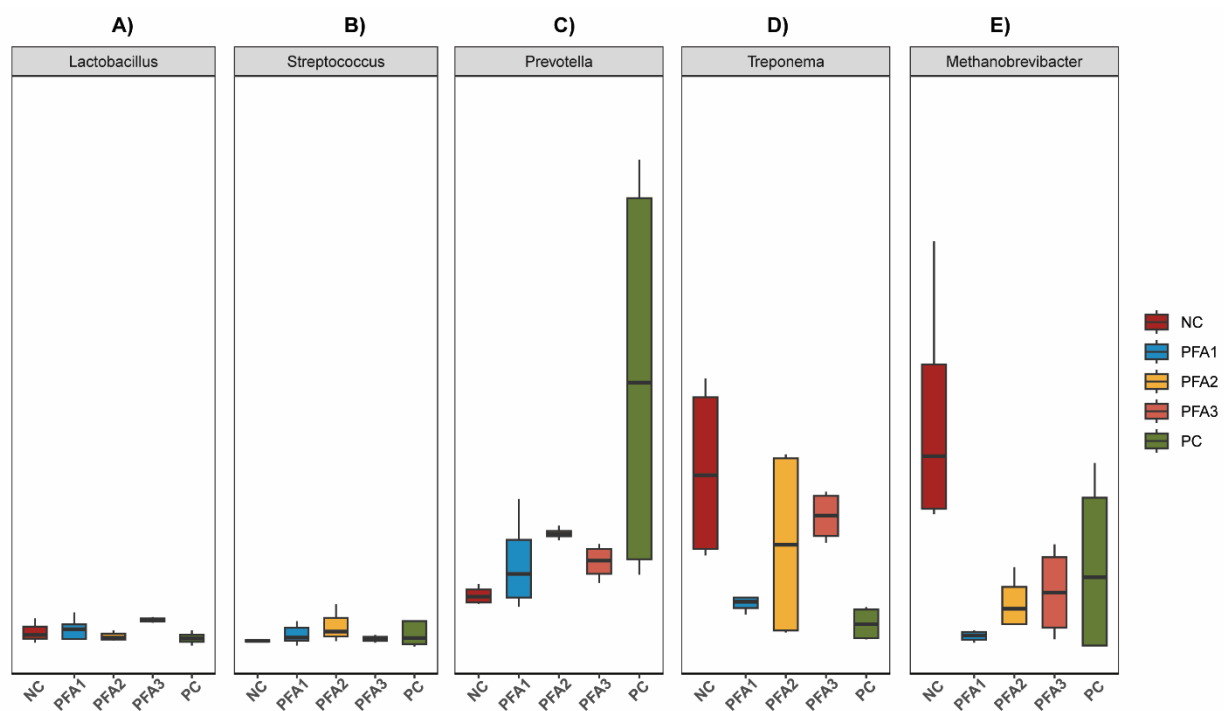 A) B) C) D) E)
Lactobacillus Streptococcus Prevotella Treponema Methanobrevibacter
NC PFA1 PFA2 PFA3 PC NC PFA1 PFA2 PFA3 PC NC PFA1 PFA2 PFA3 PC NC PFA1 PFA2 PFA3 PC NC PFA1 PFA2 PFA3 PC
NC
PFA1
PFA2
PFA3
PC